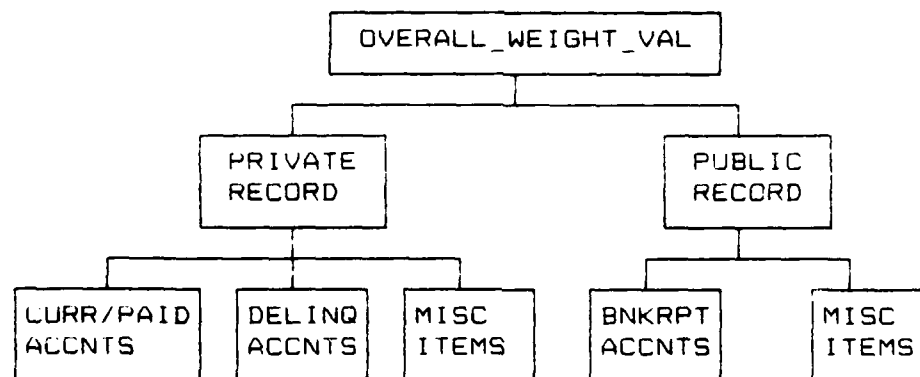 OVERALL_WEIGHT_VAL
PRIVATE
RECORD
PUBLIC
RECORD
CURR/PAID
ACCNTS
DELINQ
ACCNTS
MISC
ITEMS
BNKRPT
ACCNTS
MISC
ITEMS